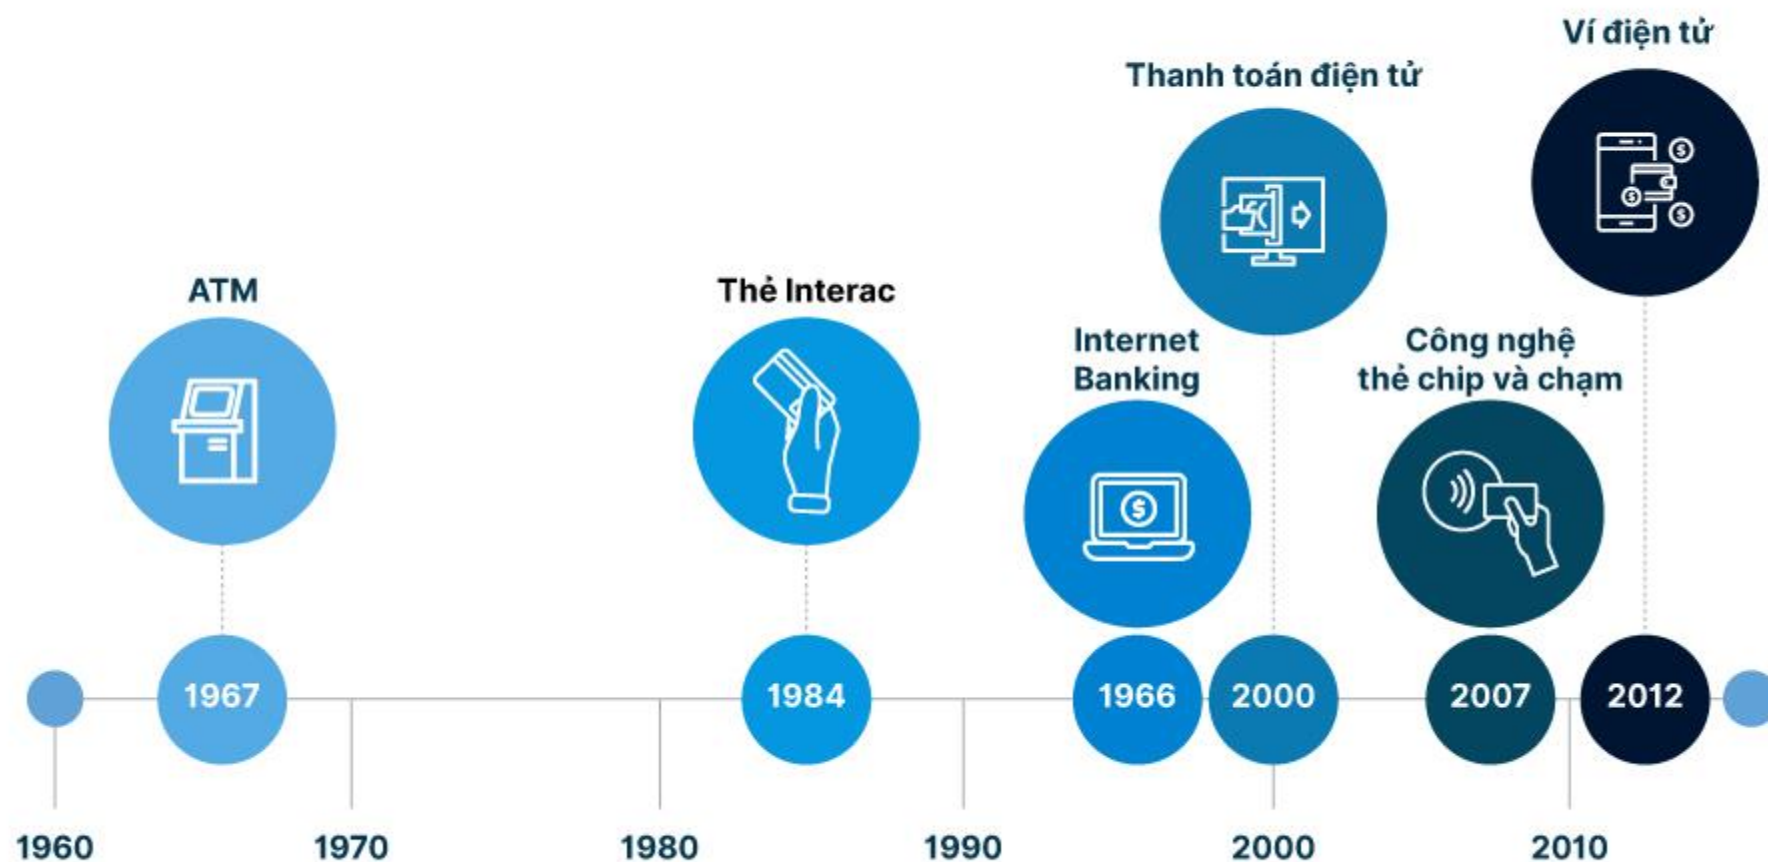 Ví điện tử
Thanh toán điện tử
ATM
Thẻ Interac
Internet
Banking
Công nghệ
thẻ chip và chạm
1967
1984
1966
2000
2007
2012
1960
1970
1980
1990
2000
2010